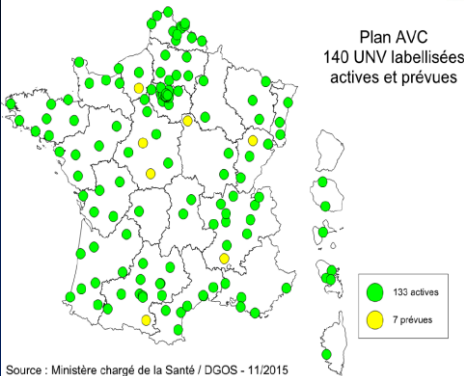 Plan AVC
140 UNV labellisées
actives et prévues
133 actives
7 prévues
Source : Ministère chargé de la Santé / DGOS - 11/2015